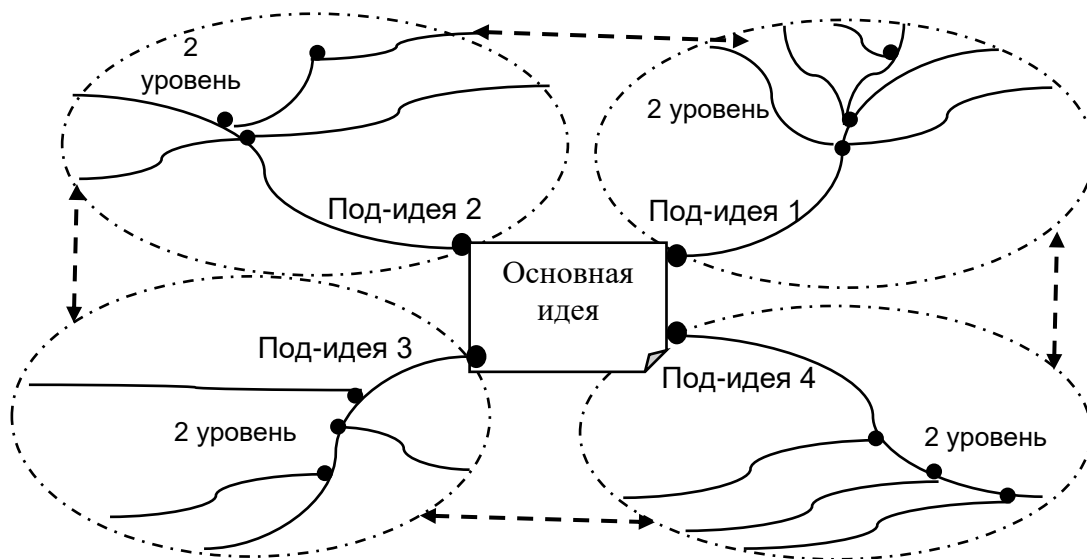 2
уровень
2 уровень
Под-идея 2
Под-идея 1
Основная
идея
Под-идея 3
Под-идея 4
2 уровень
2 уровень